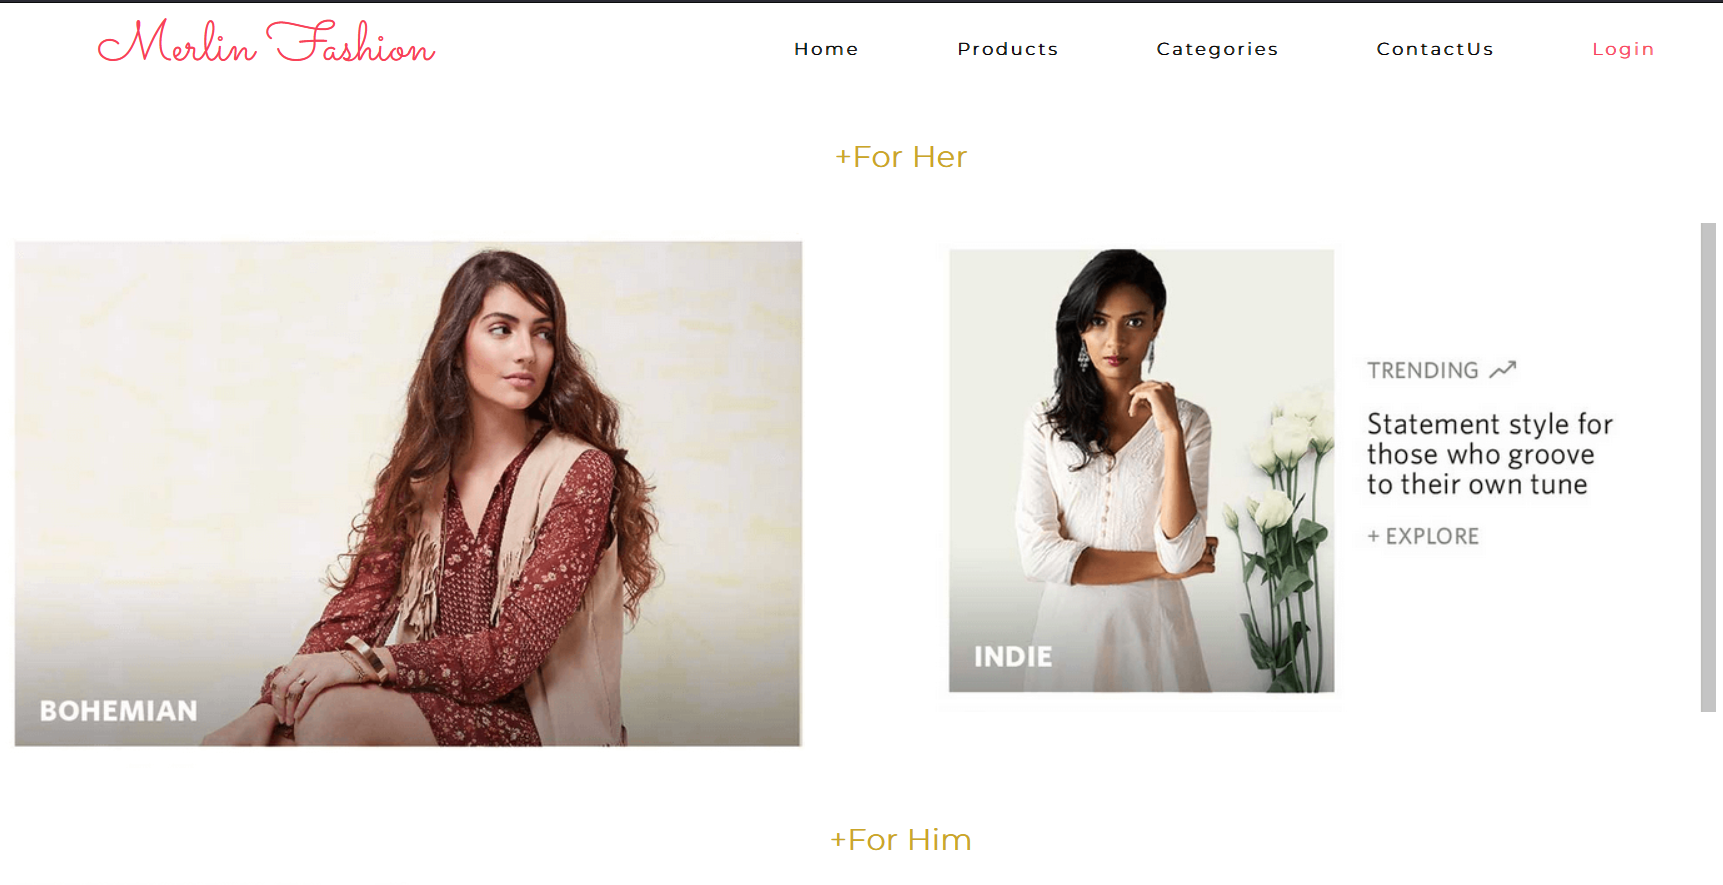 Merlin Fashion
Home Products Categories ContactUs Login
+For Her
BOHEMIAN
INDIE
TRENDING
Statement style for
those who groove
to their own tune
+ EXPLORE
+For Him